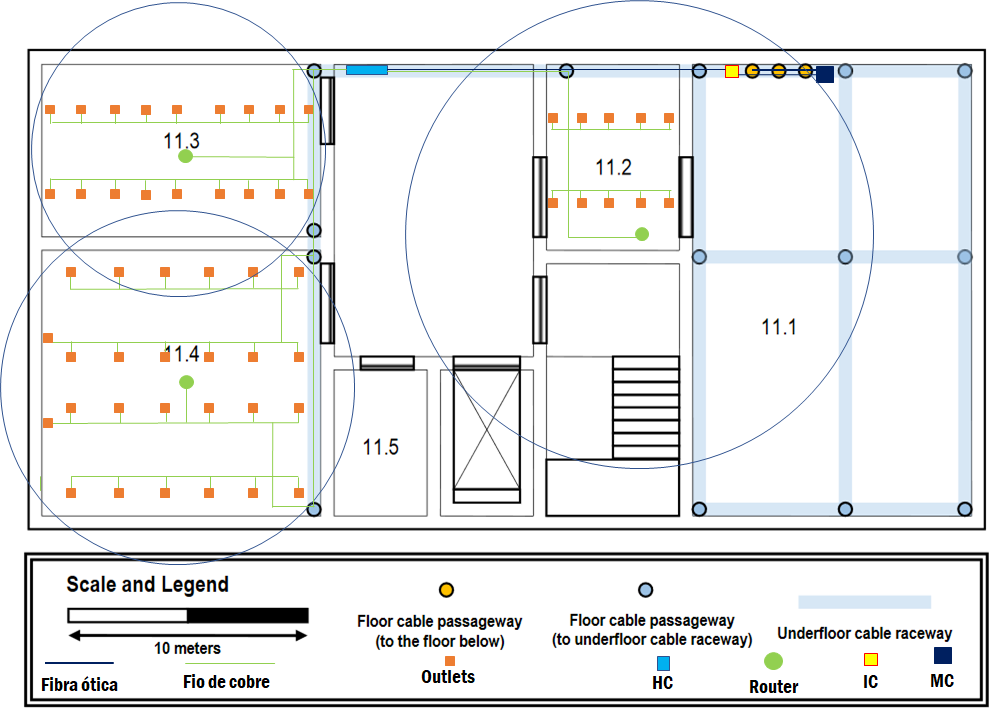 11.3
11.2
11.1
11.4
11.5
Scale and Legend
10 meters
Fibra ótica
Fio de cobre
Floor cable passageway
(to the floor below)
Outlets
Floor cable passageway
(to underfloor cable raceway)
HC
Underfloor cable raceway
Router
IC
MC